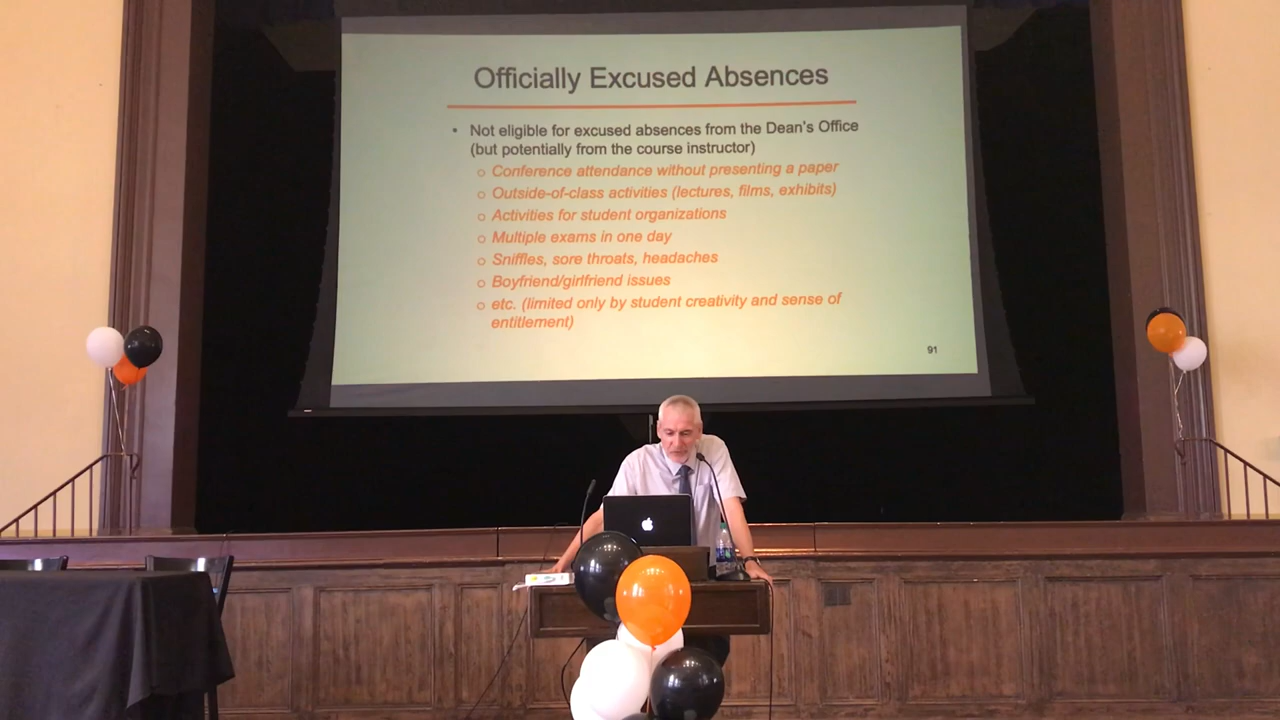 Officially Excused Absences
• Not eligible for excused absences from the Dean's Office
(but potentially from the course instructor)
o Conference attendance without presenting a paper
o Outside-of-class activities (lectures, films, exhibits)
o Activities for student organizations
o Multiple exams in one day
o Sniffles, sore throats, headaches
o Boyfriend/girlfriend issues
o etc. (limited only by student creativity and sense of
entitlement)
91